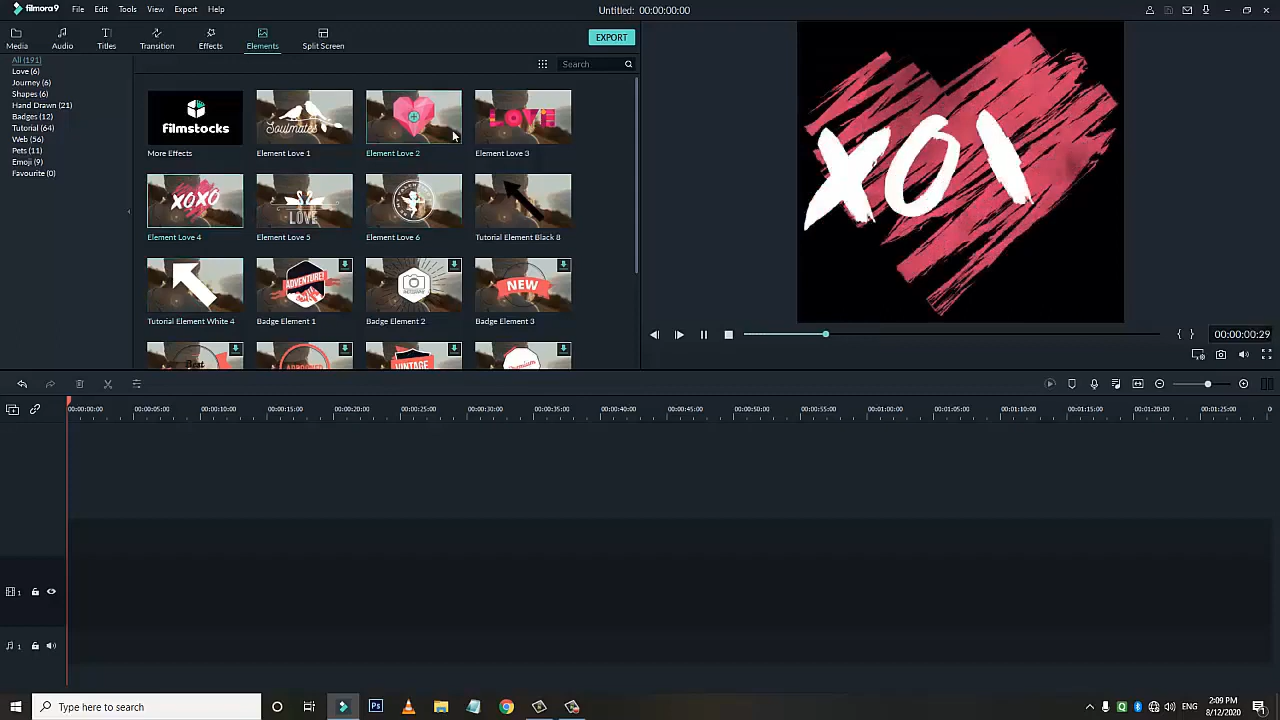 filmora9 File Edit Tools View Export Help Untitled: 00:00:00:00
Media Audio Titles Transition Effects Elements Split Screen EXPORT
All (191)
Love (6)
Journey (6)
Shapes (6)
Hand Drawn (21)
Badges (12)
Tutorial (64)
Web (56)
Pets (11)
Emoji (9)
Favourite (0)
Search
filmstocks Soulmates LOVE
More Effects Element Love 1 Element Love 2 Element Love 3
XOXO LOVE
Element Love 4 Element Love 5 Element Love 6 Tutorial Element Black 8
ADVENTURE! NEW
Tutorial Element White 4 Badge Element 1 Badge Element 2 Badge Element 3
Best APPROVED VINTAGE Premium
XO
{ } 00:00:00:29
00:00:00:00 00:00:05:00 00:00:10:00 00:00:15:00 00:00:20:00 00:00:25:00 00:00:30:00 00:00:35:00 00:00:40:00 00:00:45:00 00:00:50:00 00:00:55:00 00:01:00:00 00:01:05:00 00:01:10:00 00:01:15:00 00:01:20:00 00:01:25:00 0
1
1
Type here to search Ps ENG 2:09 PM
8/12/2020